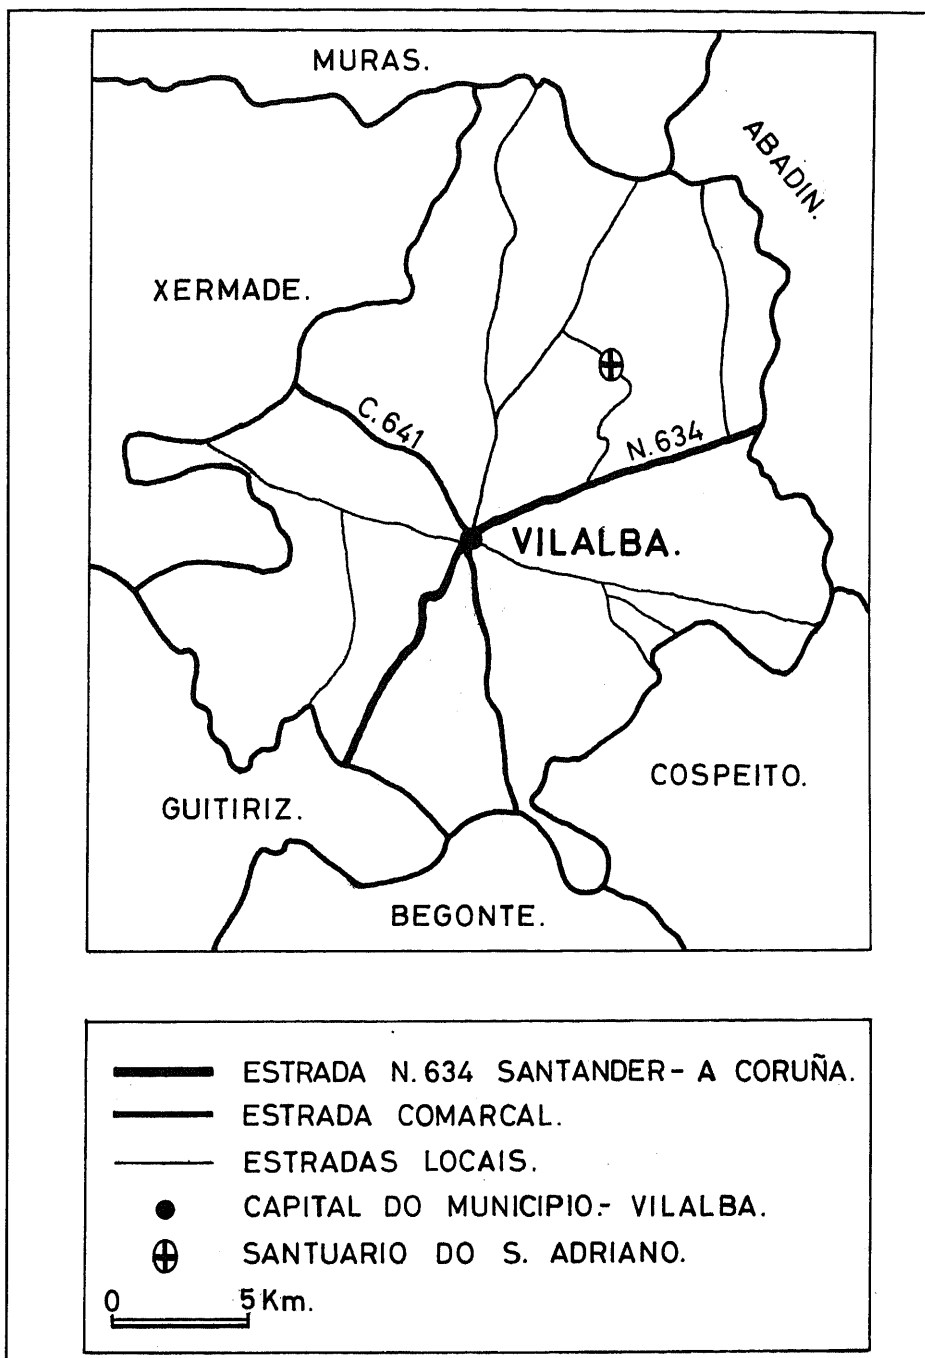 MURAS.
ABADIN.
XERMADE.
C.641
N.634
VILALBA.
COSPEITO.
GUITIRIZ.
BEGONTE.
ESTRADA N.634 SANTANDER- A CORUÑA.
ESTRADA COMARCAL.
ESTRADAS LOCAIS.
CAPITAL DO MUNICIPIO.- VILALBA.
SANTUARIO DO S. ADRIANO.
0 5 Km.